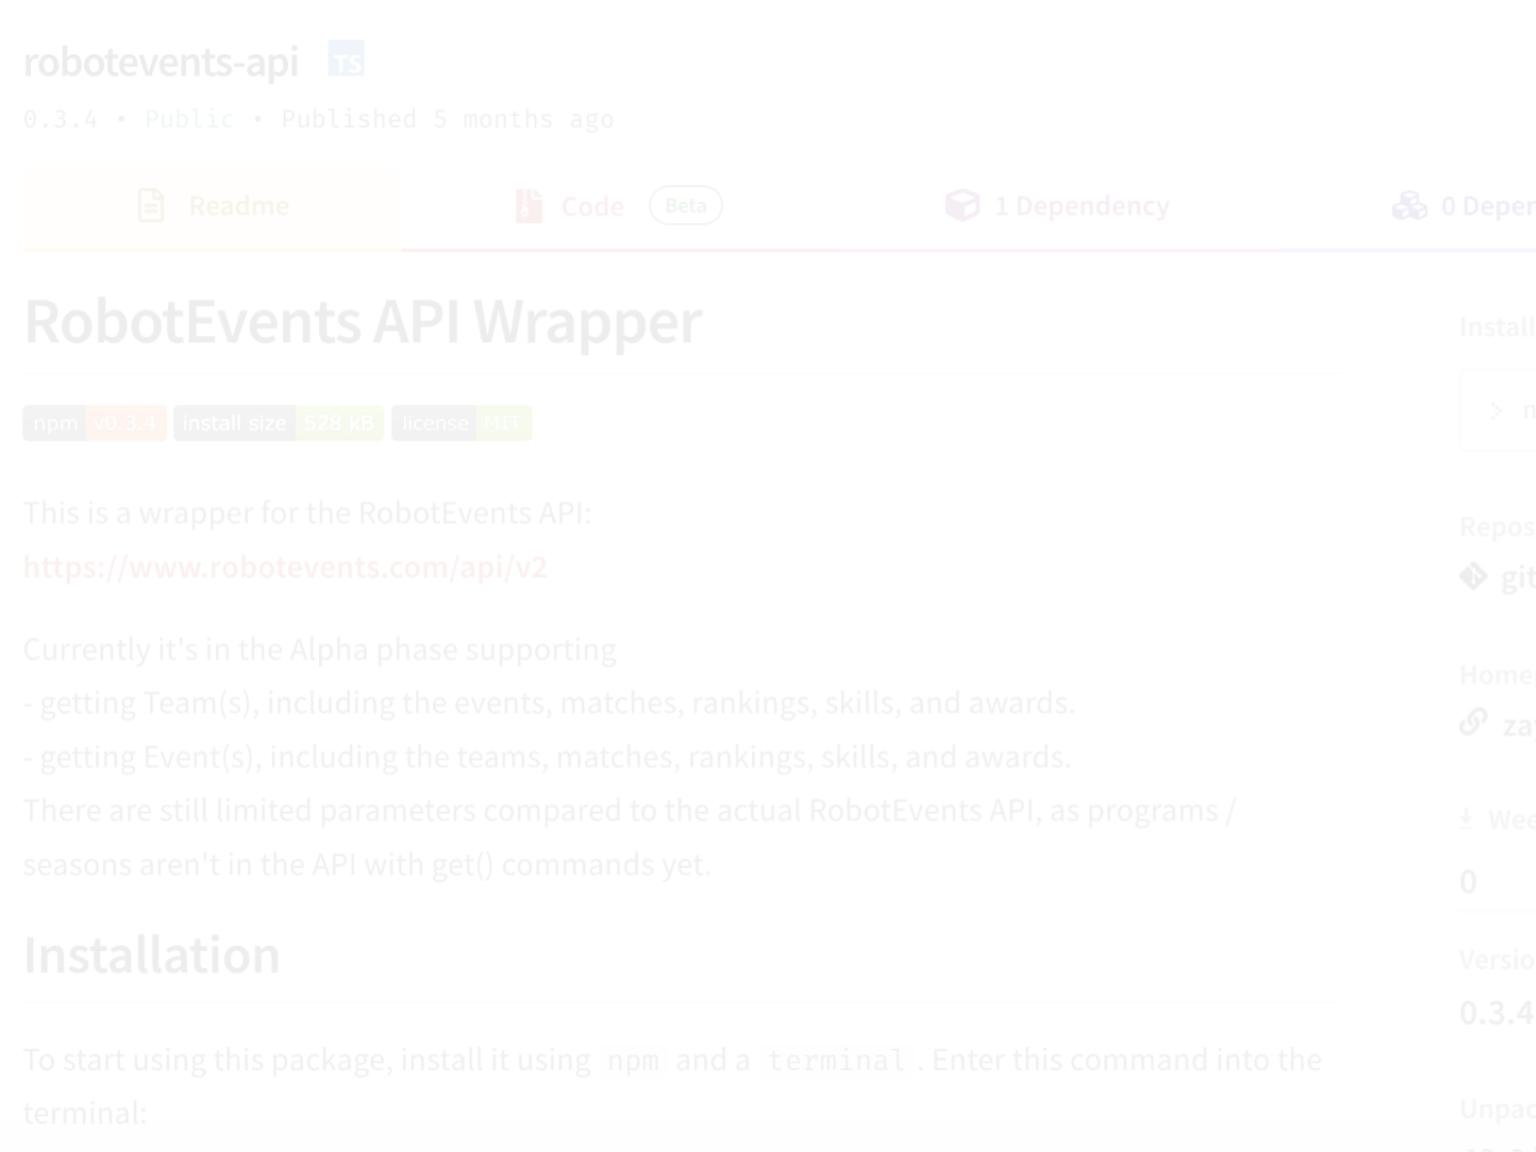 robotevents-api TS
0.3.4 • Public • Published 5 months ago
Readme
Code Beta
1 Dependency
0 Deper
RobotEvents API Wrapper
npm v0.3.4 install size 528 kB license MIT
This is a wrapper for the RobotEvents API:
https://www.robotevents.com/api/v2
Currently it's in the Alpha phase supporting
- getting Team(s), including the events, matches, rankings, skills, and awards.
- getting Event(s), including the teams, matches, rankings, skills, and awards.
There are still limited parameters compared to the actual RobotEvents API, as programs /
seasons aren't in the API with get() commands yet.
Installation
To start using this package, install it using npm and a terminal. Enter this command into the
terminal:
Install
> n
Repos
git
Home
za
Wee
0
Versio
0.3.4
Unpac